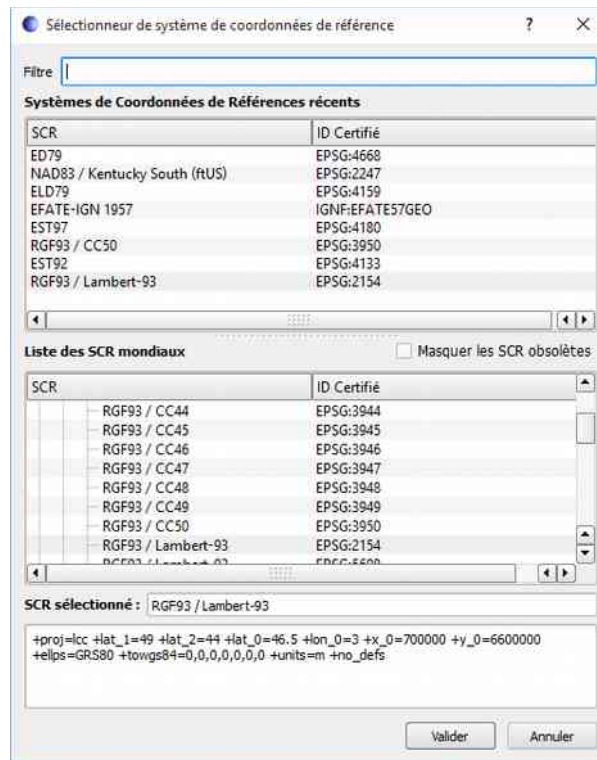 Sélectionneur de système de coordonnées de référence ? ×
Filtre
Systèmes de Coordonnées de Références récents
SCR ID Certifié
ED79 EPSG:4668
NAD83 / Kentucky South (ftUS) EPSG:2247
ELD79 EPSG:4159
EFATE-IGN 1957 IGNF:EFATE57GEO
EST97 EPSG:4180
RGF93 / CC50 EPSG:3950
EST92 EPSG:4133
RGF93 / Lambert-93 EPSG:2154
Liste des SCR mondiaux Masquer les SCR obsolètes
SCR ID Certifié
RGF93 / CC44 EPSG:3944
RGF93 / CC45 EPSG:3945
RGF93 / CC46 EPSG:3946
RGF93 / CC47 EPSG:3947
RGF93 / CC48 EPSG:3948
RGF93 / CC49 EPSG:3949
RGF93 / CC50 EPSG:3950
RGF93 / Lambert-93 EPSG:2154
SCR sélectionné : RGF93 / Lambert-93
+proj=lcc +lat_1=49 +lat_2=44 +lat_0=46.5 +lon_0=3 +x_0=700000 +y_0=6600000
+ellps=GRS80 +towgs84=0,0,0,0,0,0,0 +units=m +no_defs
Valider Annuler